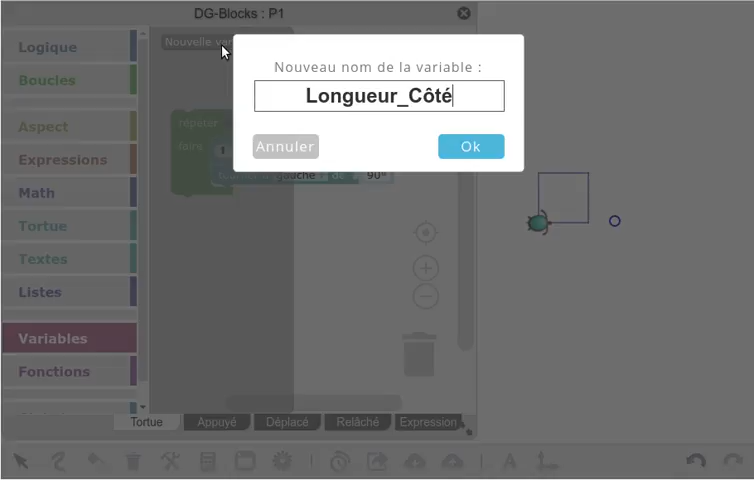 DG-Blocks : P1
Logique
Boucles
Aspect
Expressions
Math
Tortue
Textes
Listes
Variables
Fonctions
Nouvelle
répéter
faire
gauche
90°
Nouveau nom de la variable :
Longueur_Côté
Annuler
Ok
Tortue
Appuyé
Déplacé
Relâché
Expression